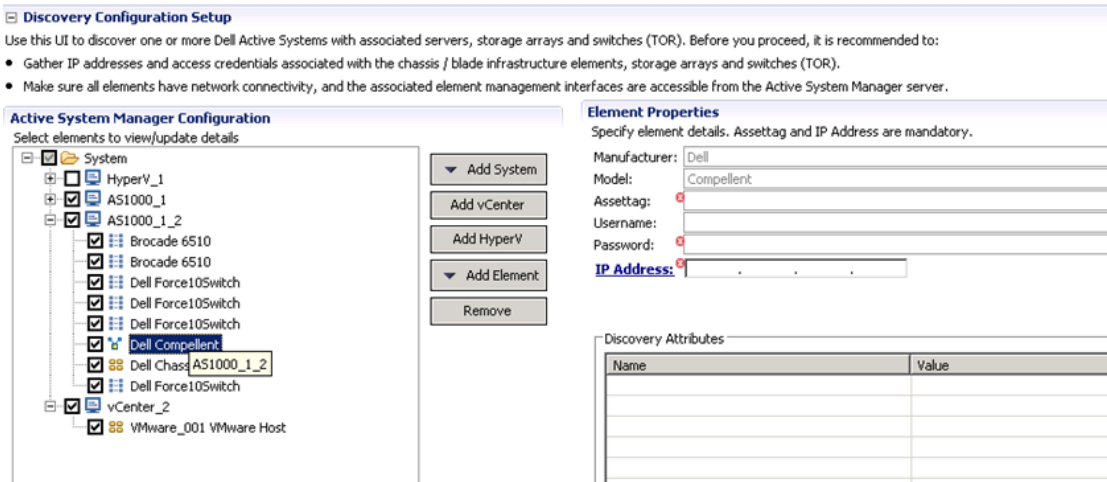 Discovery Configuration Setup
Use this UI to discover one or more Dell Active Systems with associated servers, storage arrays and switches (TOR). Before you proceed, it is recommended to:
• Gather IP addresses and access credentials associated with the chassis / blade infrastructure elements, storage arrays and switches (TOR).
• Make sure all elements have network connectivity, and the associated element management interfaces are accessible from the Active System Manager server.
Active System Manager Configuration
Select elements to view/update details
System
HyperV_1
AS1000_1
AS1000_1_2
Brocade 6510
Brocade 6510
Dell Force10Switch
Dell Force10Switch
Dell Force10Switch
Dell Compellent
Dell Chass AS1000_1_2
Dell Force10Switch
vCenter_2
VMware_001 VMware Host
Add System
Add vCenter
Add HyperV
Add Element
Remove
Element Properties
Specify element details. Assettag and IP Address are mandatory.
Manufacturer: Dell
Model: Compellent
Assettag:
Username:
Password:
IP Address: . . .
Discovery Attributes
Name Value